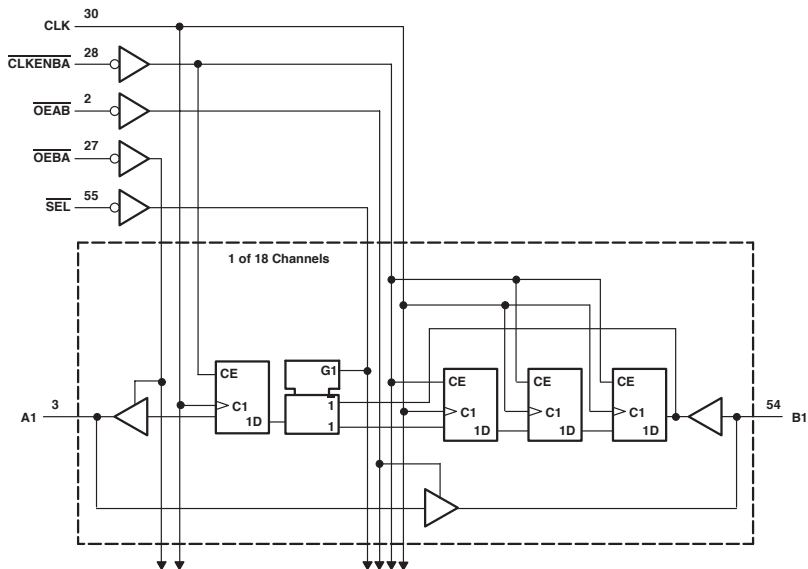 CLK 30
CLKENBA 28
OEAB 2
OEBA 27
SEL 55
1 of 18 Channels
CE
C1
1D
G1
1
1
CE
C1
1D
CE
C1
1D
CE
C1
1D
A1 3
54 B1